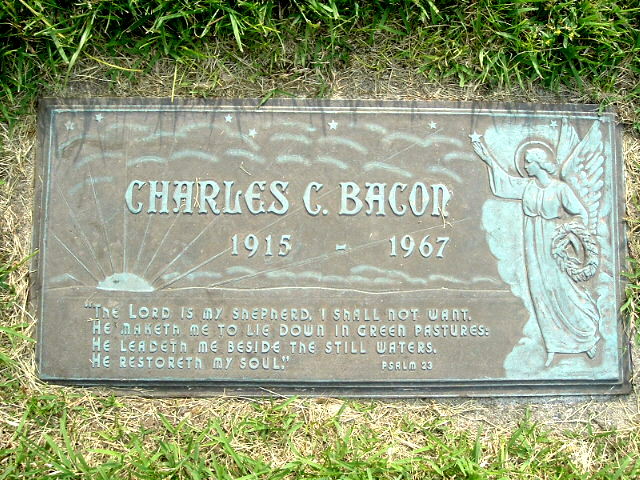 CHARLES C. BACON
1915 - 1967
"THE LORD IS MY SHEPHERD, I SHALL NOT WANT.
HE MAKETH ME TO LIE DOWN IN GREEN PASTURES:
HE LEADETH ME BESIDE THE STILL WATERS.
HE RESTORETH MY SOUL." PSALM 23